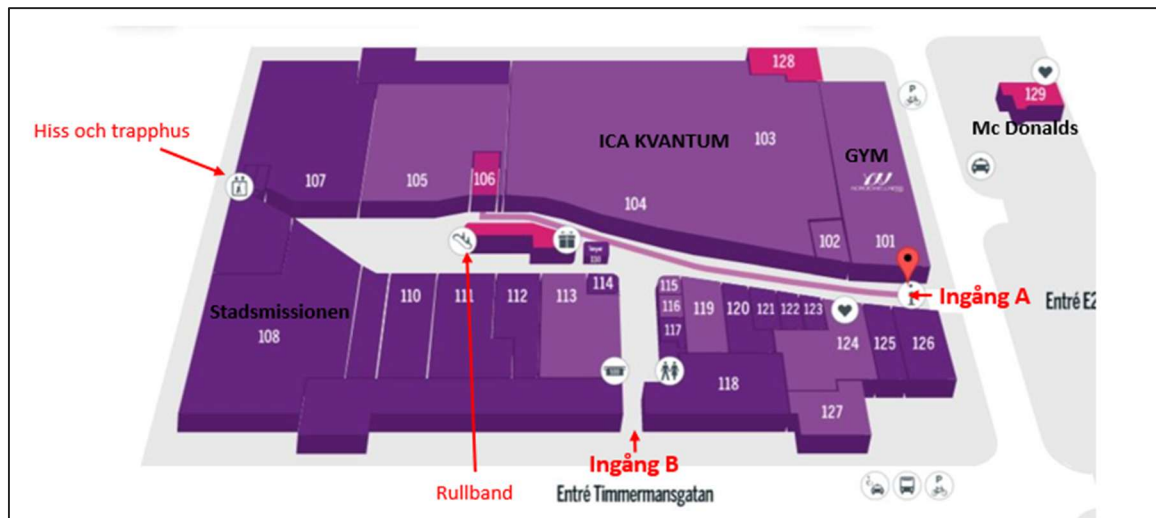 128
129
Mc Donalds
Hiss och trapphus
ICA KVANTUM
103
GYM
107
105
106
104
102
101
Ingång A
Entré E2
Stadsmissionen
108
110
111
112
113
114
115
116
117
119
120
121
122
123
124
125
126
118
127
Ingång B
Rullband
Entré Timmermansgatan
P
P